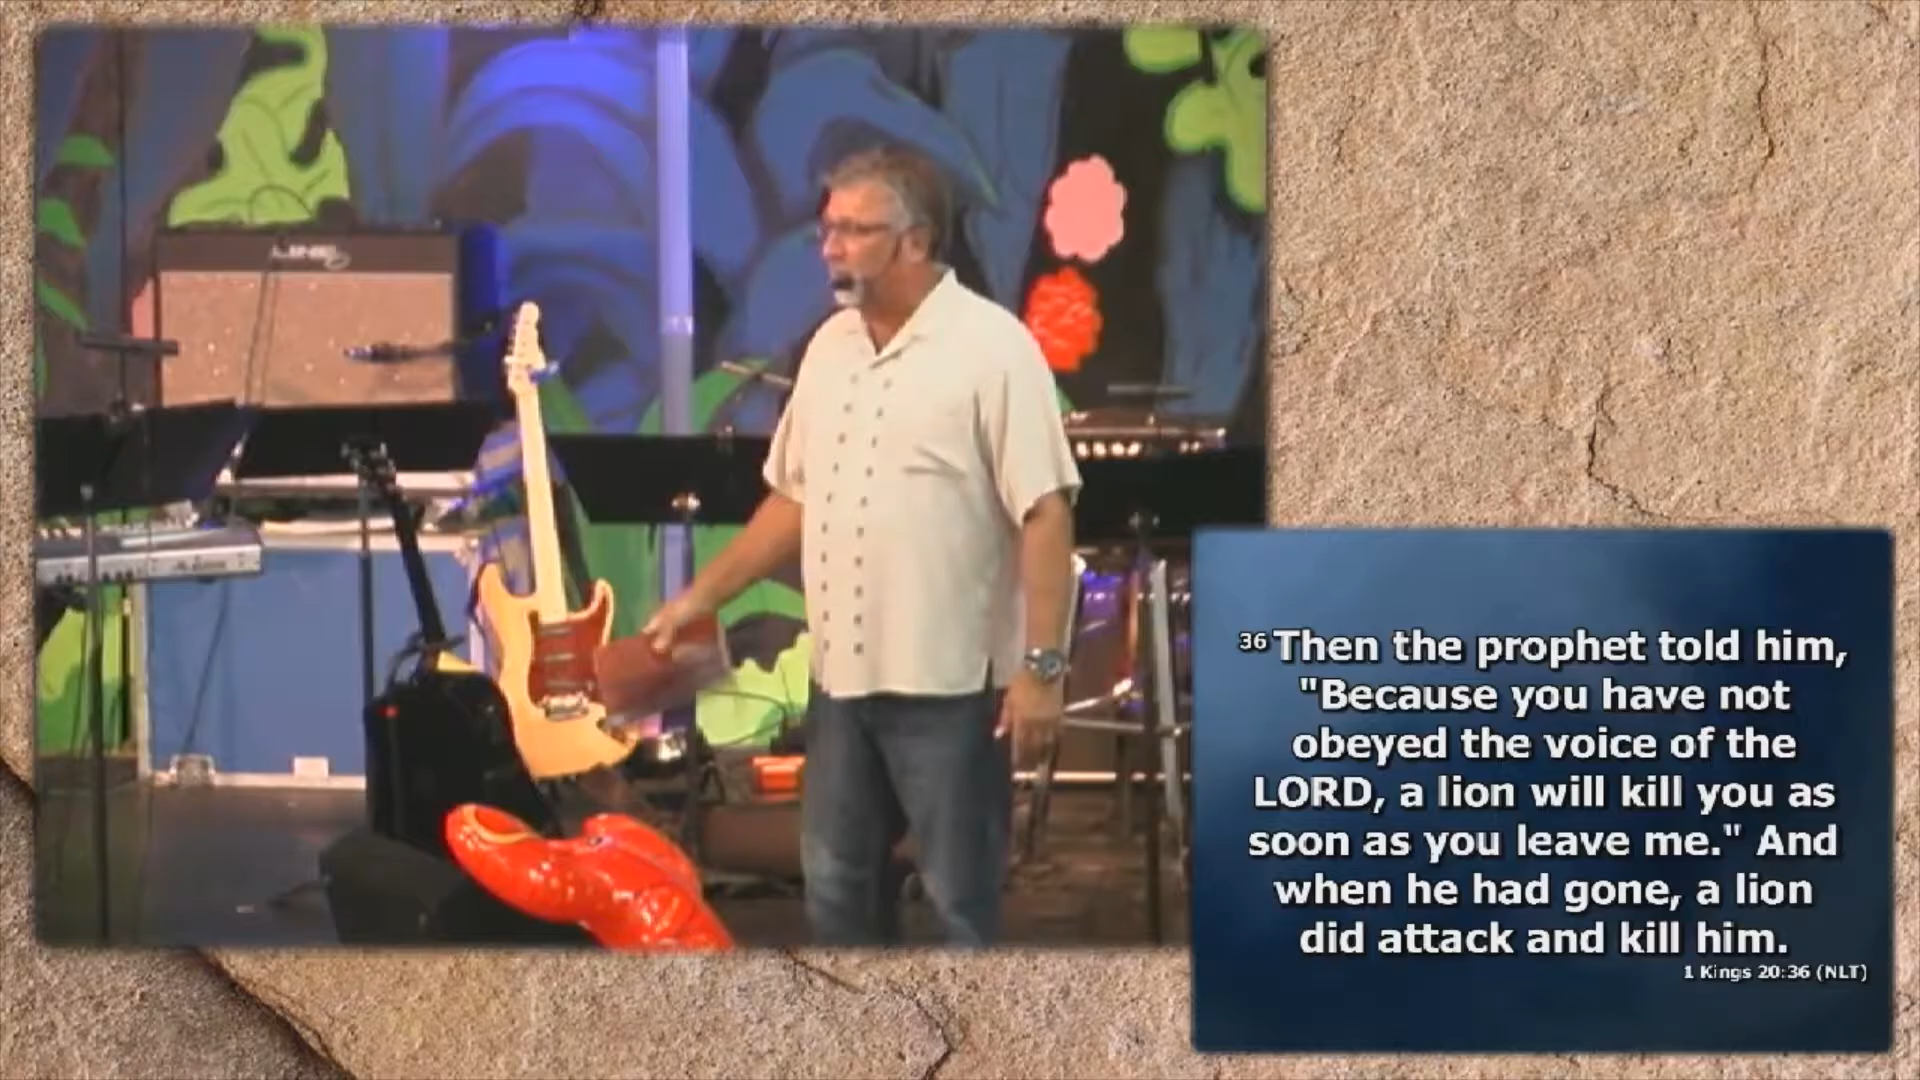 LINE 6
36 Then the prophet told him,
"Because you have not
obeyed the voice of the
LORD, a lion will kill you as
soon as you leave me." And
when he had gone, a lion
did attack and kill him.
1 Kings 20:36 (NLT)